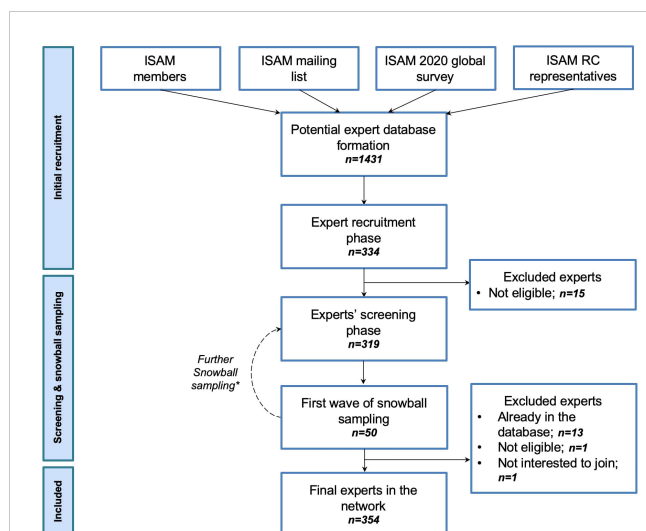 ISAM
members
ISAM mailing
list
ISAM 2020 global
survey
ISAM RC
representatives
Initial recruitment
Potential expert database
formation
n=1431
Expert recruitment
phase
n=334
Excluded experts
• Not eligible; n=15
Screening & snowball sampling
Experts' screening
phase
n=319
Further
Snowball
sampling*
First wave of snowball
sampling
n=50
Excluded experts
• Already in the
database; n=13
• Not eligible; n=1
• Not interested to join;
n=1
Included
Final experts in the
network
n=354